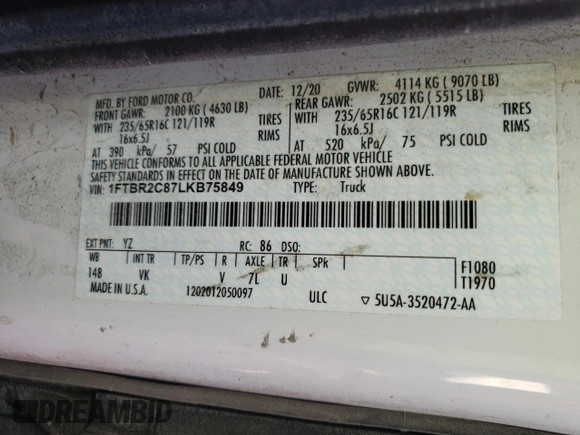 MFD. BY FORD MOTOR CO. DATE: 12/20 GVWR: 4114 KG ( 9070 LB)
FRONT GAWR: 2100 KG ( 4630 LB) REAR GAWR: 2502 KG ( 5515 LB)
WITH 235/65R16C 121/119R TIRES WITH 235/65R16C 121/119R TIRES
16x6.5J RIMS 16x6.5J RIMS
AT 390 kPa/ 57 PSI COLD AT 520 kPa/ 75 PSI COLD
THIS VEHICLE CONFORMS TO ALL APPLICABLE FEDERAL MOTOR VEHICLE
SAFETY STANDARDS IN EFFECT ON THE DATE OF MANUFACTURE SHOWN ABOVE.
VIN: 1FTBR2C87LKB75849 TYPE: Truck
EXT PNT: YZ RC: 86 DSO:
WB INT TR TP/PS R AXLE TR SPR F1080
148 VK V 7L U T1970
MADE IN U.S.A. 1202012050097 ULC ▽ 5U5A-3520472-AA
DREAMBID